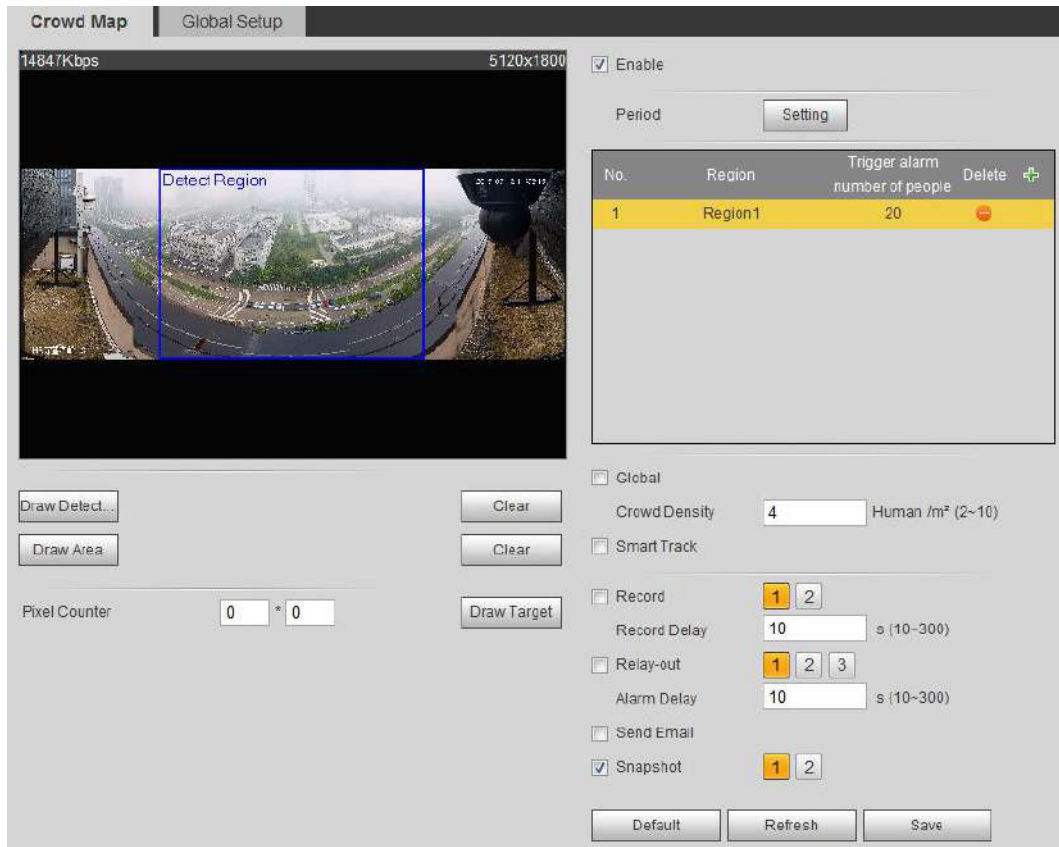 Crowd Map
Global Setup
14847Kbps 5120x1800
Detect Region
Draw Detect... Clear
Draw Area Clear
Pixel Counter 0 * 0 Draw Target
Enable
Period Setting
No. Region Trigger alarm number of people Delete
1 Region1 20
Global
Crowd Density 4 Human /m² (2~10)
Smart Track
Record 1 2
Record Delay 10 s (10~300)
Relay-out 1 2 3
Alarm Delay 10 s (10~300)
Send Email
Snapshot 1 2
Default Refresh Save